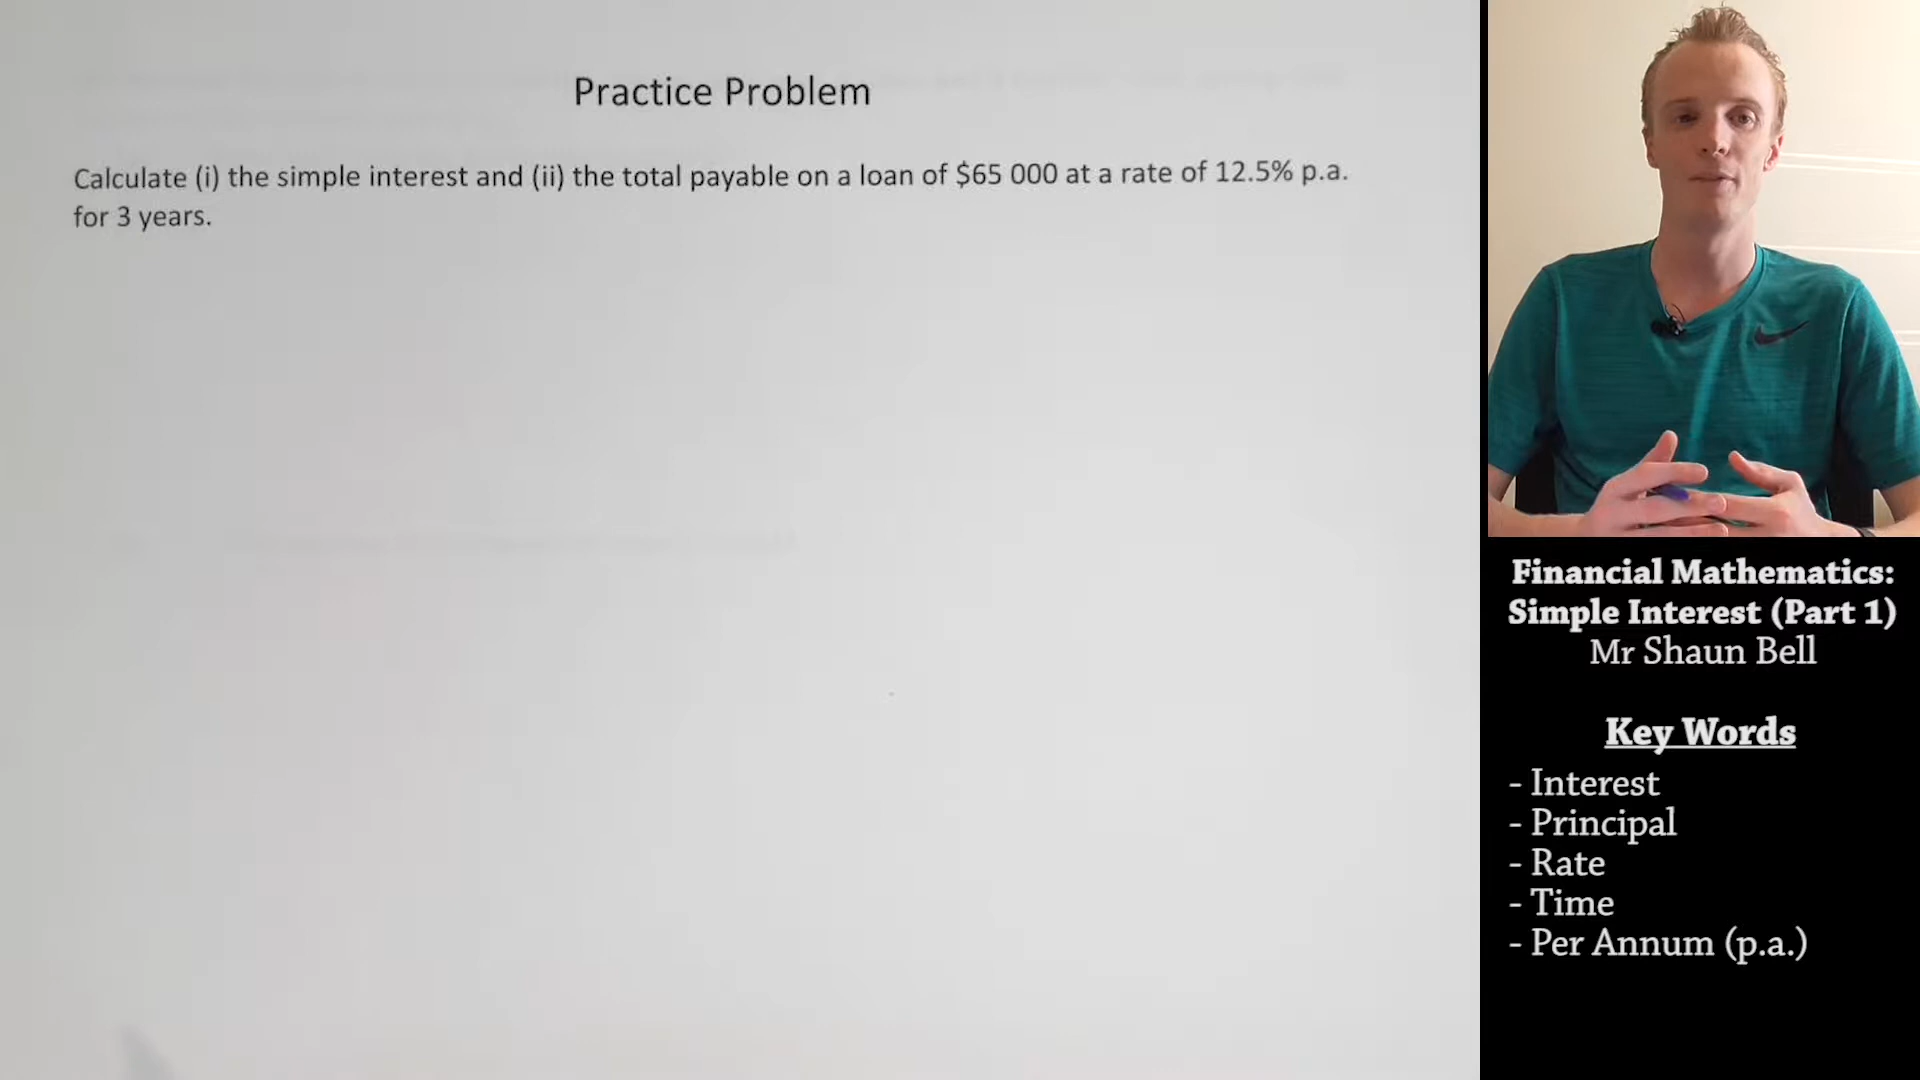 Practice Problem
Calculate (i) the simple interest and (ii) the total payable on a loan of $65 000 at a rate of 12.5% p.a.
for 3 years.
Financial Mathematics:
Simple Interest (Part 1)
Mr Shaun Bell
Key Words
- Interest
- Principal
- Rate
- Time
- Per Annum (p.a.)